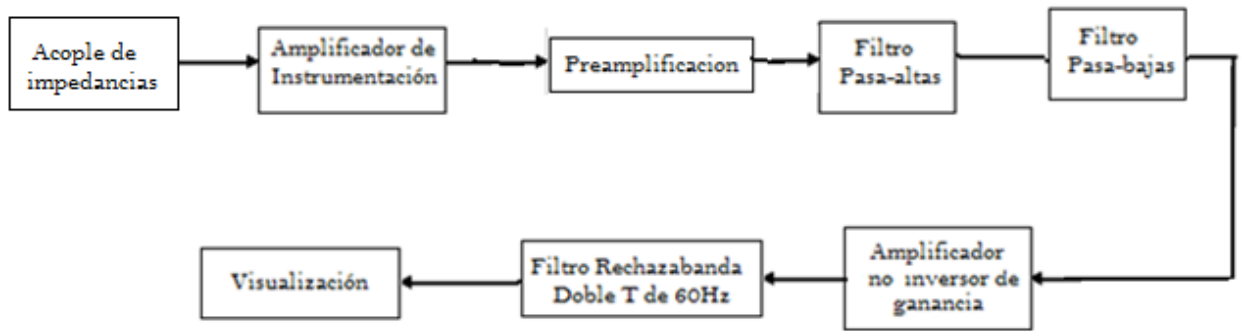 Acople de
impedancias
Amplificador de
Instrumentación
Preamplificacion
Filtro
Pasa-altas
Filtro
Pasa-bajas
Amplificador
no inversor de
ganancia
Filtro Rechazabanda
Doble T de 60Hz
Visualización